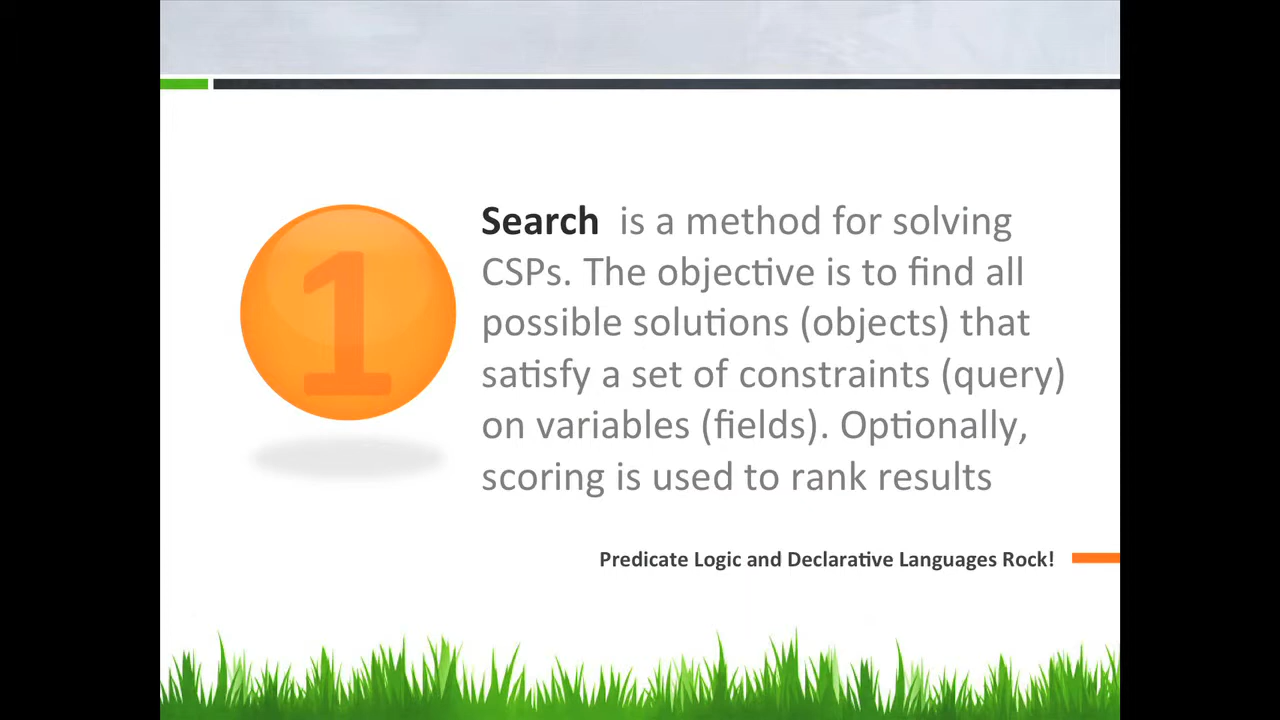 1
Search is a method for solving
CSPs. The objective is to find all
possible solutions (objects) that
satisfy a set of constraints (query)
on variables (fields). Optionally,
scoring is used to rank results
Predicate Logic and Declarative Languages Rock!